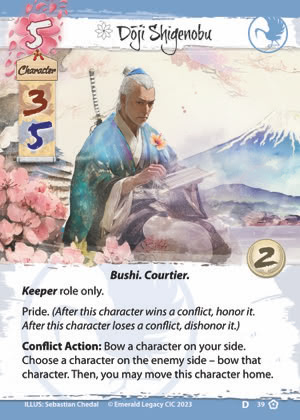 5
Dōji Shigenobu
Character
3
5
2
Bushi. Courtier.
Keeper role only.
Pride. (After this character wins a conflict, honor it.
After this character loses a conflict, dishonor it.)
Conflict Action: Bow a character on your side.
Choose a character on the enemy side – bow that
character. Then, you may move this character home.
ILLUS: Sebastian Chedal © Emerald Legacy CIC 2023
D 39